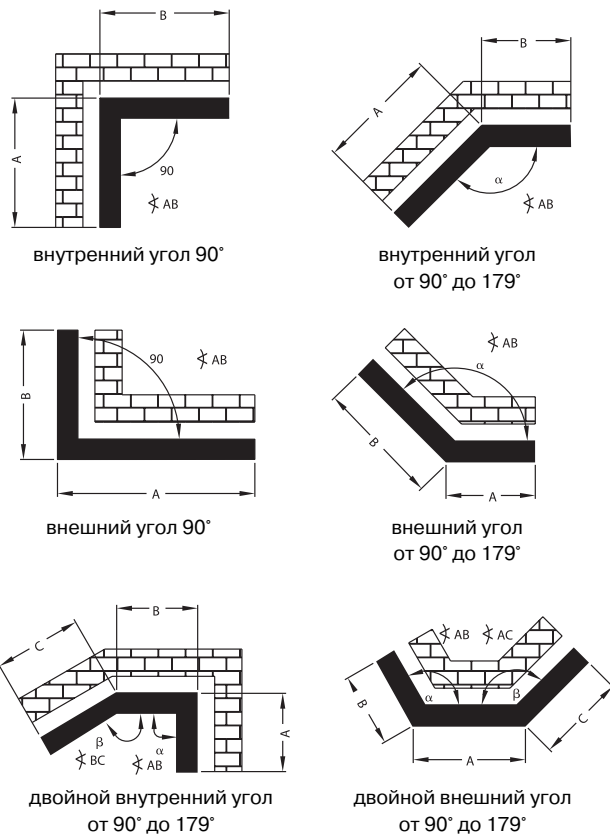 B
A
90
∢ AB
внутренний угол 90°
B
A
α
∢ AB
внутренний угол
от 90° до 179°
B
90
∢ AB
A
внешний угол 90°
∢ AB
α
B
A
внешний угол
от 90° до 179°
B
C
A
β
α
∢ BC
∢ AB
двойной внутренний угол
от 90° до 179°
∢ AB ∢ AC
α
β
B
C
A
двойной внешний угол
от 90° до 179°